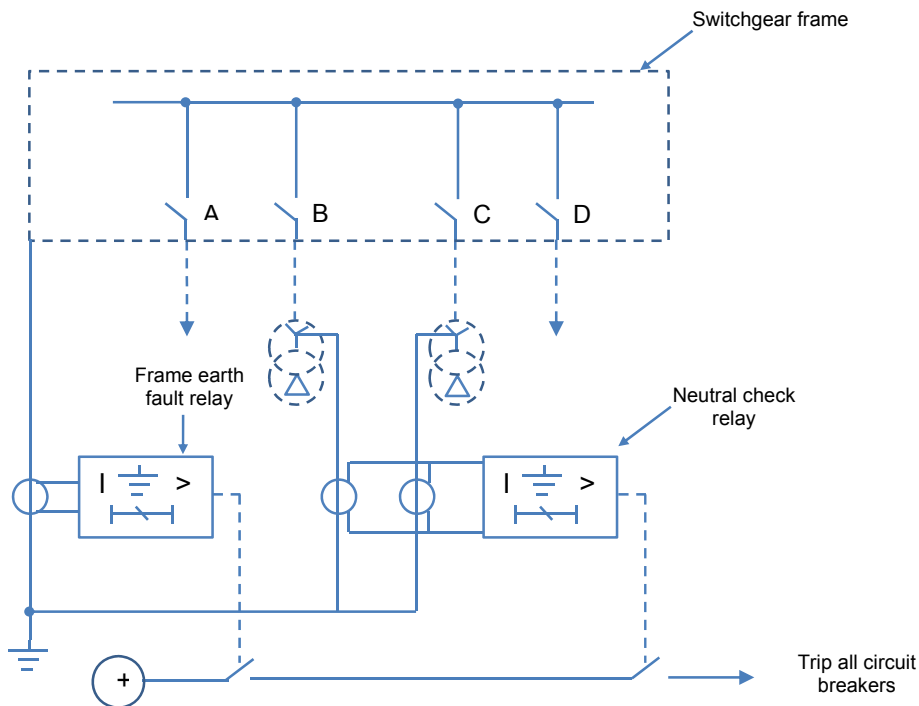 Switchgear frame
A
B
C
D
Frame earth
fault relay
Neutral check
relay
I >
I >
+
Trip all circuit
breakers